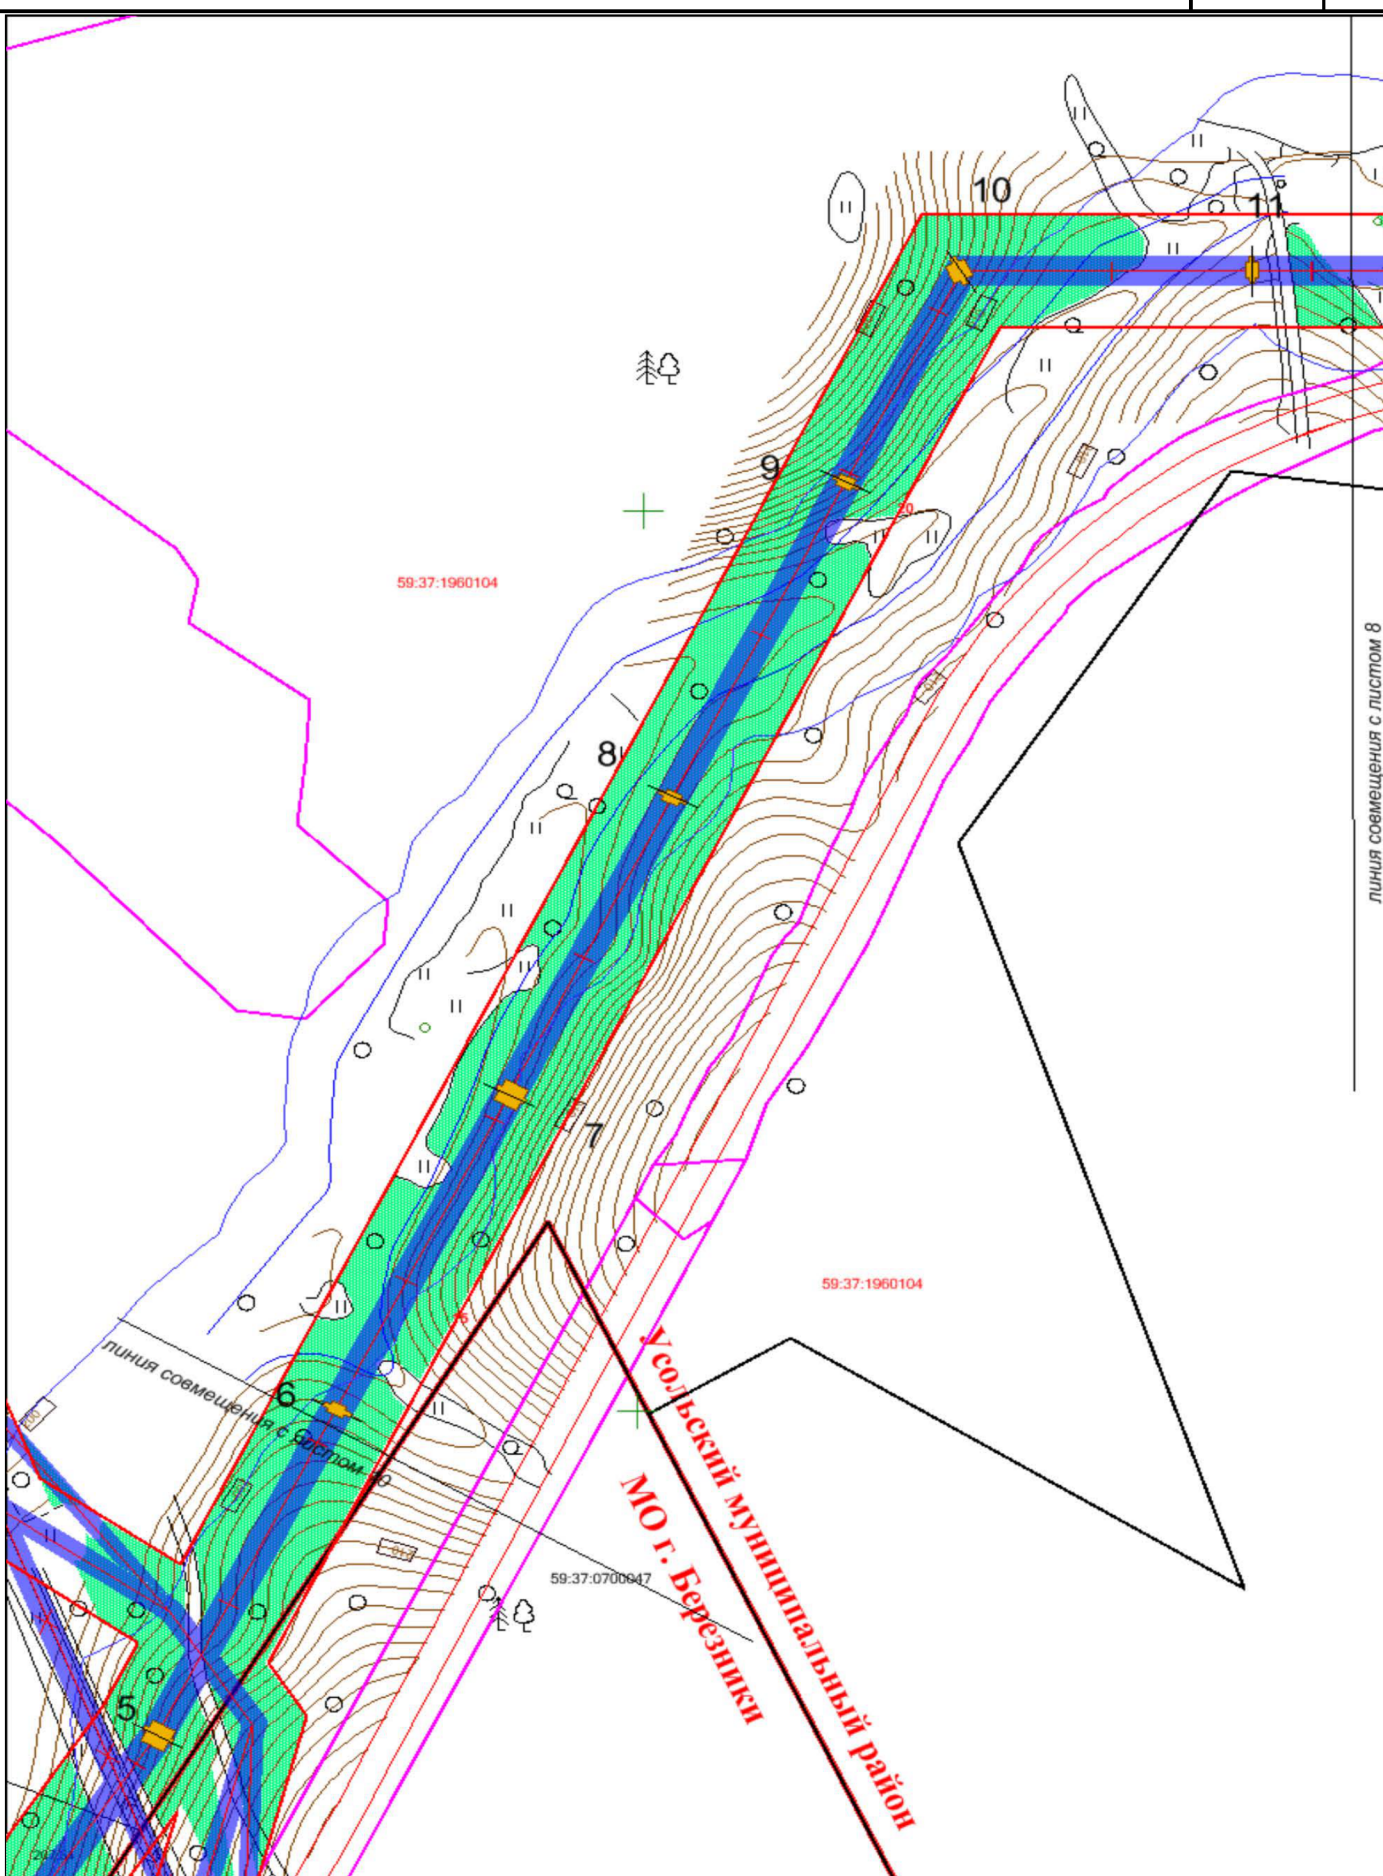 10
11
9
20
59:37:1960104
линия совмещения с листом 8
8
7
59:37:1960104
линия совмещения с листом 10
6
Усольский муниципальный район
МО г. Березники
59:37:0700047
5